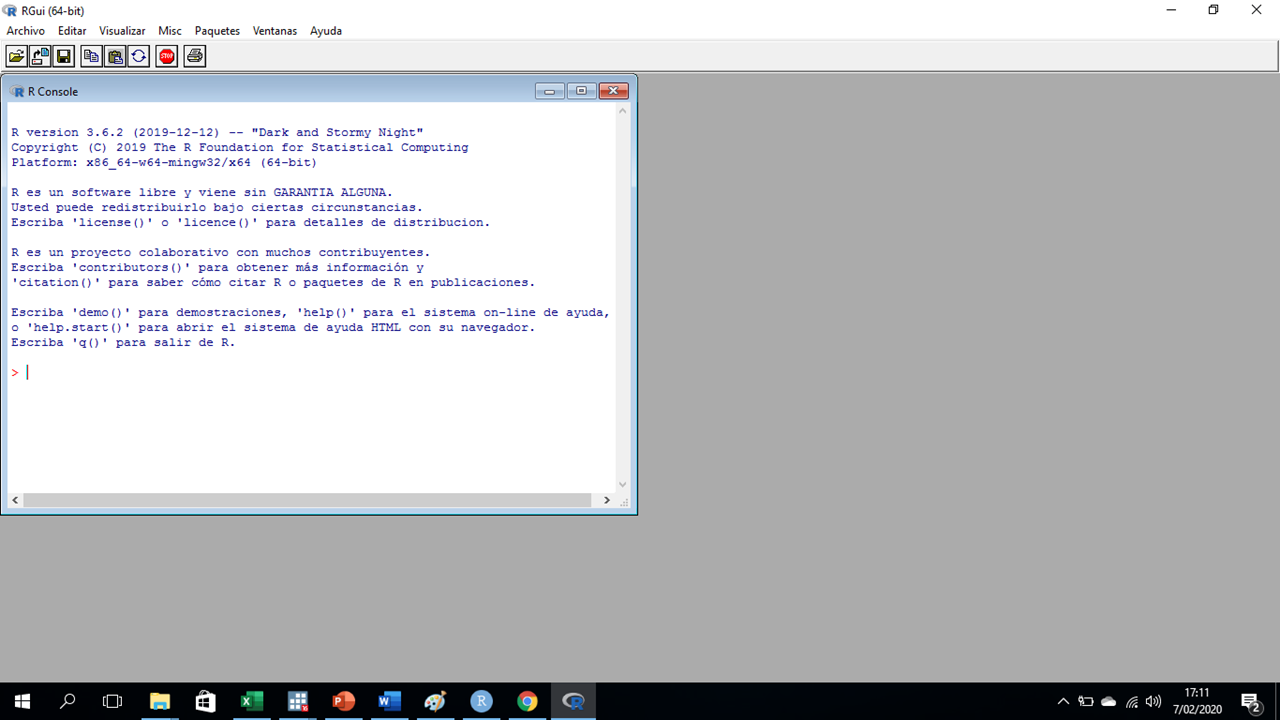 RGui (64-bit)
Archivo Editar Visualizar Misc Paquetes Ventanas Ayuda
STOP
R Console
R version 3.6.2 (2019-12-12) -- "Dark and Stormy Night"
Copyright (C) 2019 The R Foundation for Statistical Computing
Platform: x86_64-w64-mingw32/x64 (64-bit)
R es un software libre y viene sin GARANTIA ALGUNA.
Usted puede redistribuirlo bajo ciertas circunstancias.
Escriba 'license()' o 'licence()' para detalles de distribucion.
R es un proyecto colaborativo con muchos contribuyentes.
Escriba 'contributors()' para obtener más información y
'citation()' para saber cómo citar R o paquetes de R en publicaciones.
Escriba 'demo()' para demostraciones, 'help()' para el sistema on-line de ayuda,
o 'help.start()' para abrir el sistema de ayuda HTML con su navegador.
Escriba 'q()' para salir de R.
>
17:11
7/02/2020
2